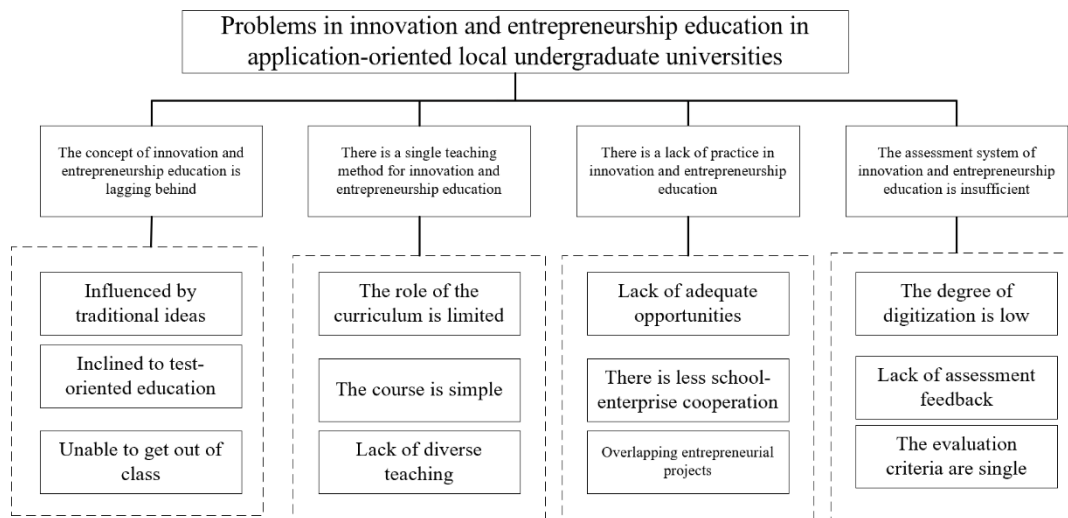 Problems in innovation and entrepreneurship education in
application-oriented local undergraduate universities
The concept of innovation and
entrepreneurship education is
lagging behind
There is a single teaching
method for innovation and
entrepreneurship education
There is a lack of practice in
innovation and entrepreneurship
education
The assessment system of
innovation and entrepreneurship
education is insufficient
Influenced by
traditional ideas
Inclined to test-
oriented education
Unable to get out of
class
The role of the
curriculum is limited
The course is simple
Lack of diverse
teaching
Lack of adequate
opportunities
There is less school-
enterprise cooperation
Overlapping entrepreneurial
projects
The degree of
digitization is low
Lack of assessment
feedback
The evaluation
criteria are single